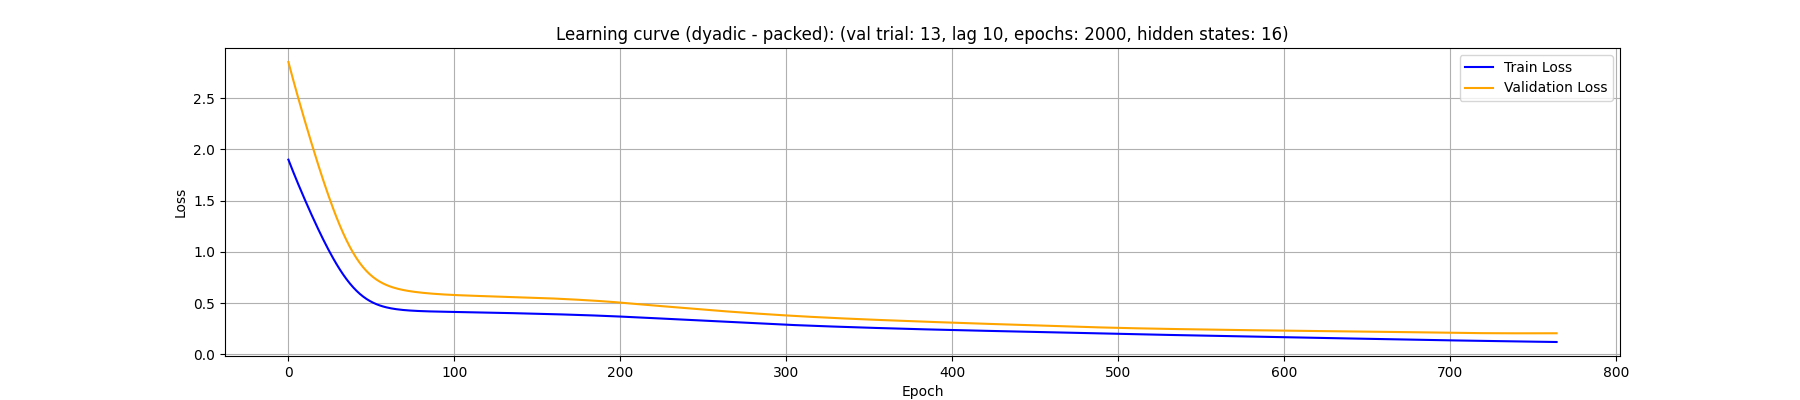 Learning curve (dyadic - packed): (val trial: 13, lag 10, epochs: 2000, hidden states: 16)
Train Loss
Validation Loss
Loss
2.5
2.0
1.5
1.0
0.5
0.0
0 100 200 300 400 500 600 700 800
Epoch